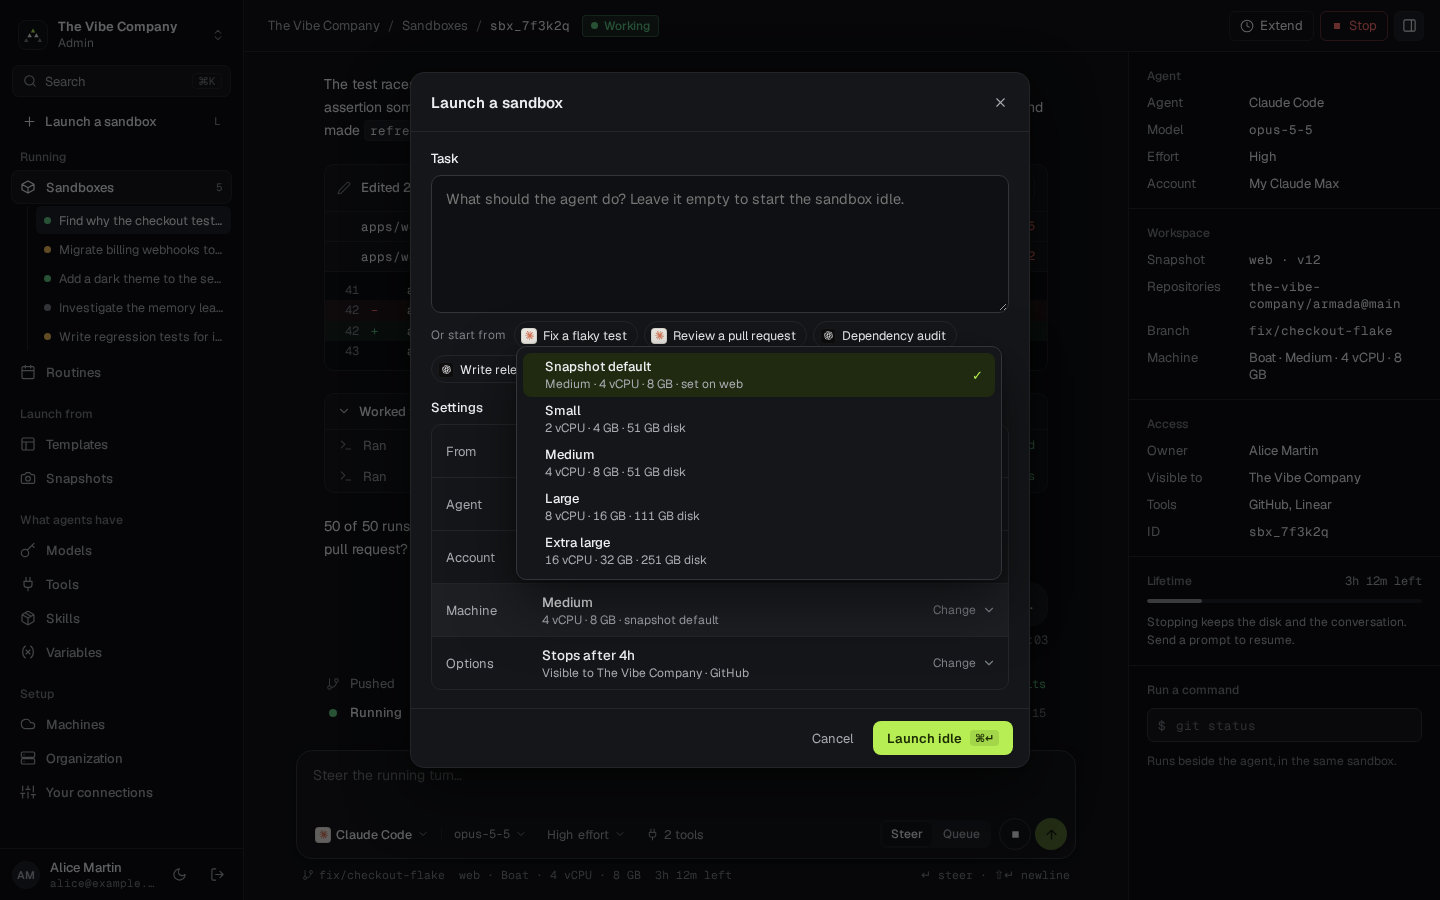 The Vibe Company
Admin
Search
⌘K
Launch a sandbox
L
Running
Sandboxes
5
Find why the checkout test…
Migrate billing webhooks to…
Add a dark theme to the se…
Investigate the memory lea…
Write regression tests for i…
Routines
Launch from
Templates
Snapshots
What agents have
Models
Tools
Skills
Variables
Setup
Machines
Organization
Your connections
AM
Alice Martin
alice@example.…
The Vibe Company / Sandboxes / sbx_7f3k2q
Working
Extend
Stop
The test race
assertion som
made refre
Edited 2
apps/w
apps/w
41
42 −
42 +
43
Worked
Ran
Ran
50 of 50 runs
pull request?
Pushed
Running
Launch a sandbox
Task
What should the agent do? Leave it empty to start the sandbox idle.
Or start from
Fix a flaky test
Review a pull request
Dependency audit
Write rele
Settings
From
Agent
Account
Snapshot default
Medium · 4 vCPU · 8 GB · set on web
✓
Small
2 vCPU · 4 GB · 51 GB disk
Medium
4 vCPU · 8 GB · 51 GB disk
Large
8 vCPU · 16 GB · 111 GB disk
Extra large
16 vCPU · 32 GB · 251 GB disk
Machine
Medium
4 vCPU · 8 GB · snapshot default
Change
Options
Stops after 4h
Visible to The Vibe Company · GitHub
Change
Cancel
Launch idle ⌘↵
Steer the running turn…
Claude Code
opus-5-5
High effort
2 tools
Steer
Queue
fix/checkout-flake web · Boat · 4 vCPU · 8 GB 3h 12m left
↵ steer · ⇧↵ newline
Agent
Agent Claude Code
Model opus-5-5
Effort High
Account My Claude Max
Workspace
Snapshot web · v12
Repositories the-vibe-
company/armada@main
Branch fix/checkout-flake
Machine Boat · Medium · 4 vCPU · 8
GB
Access
Owner Alice Martin
Visible to The Vibe Company
Tools GitHub, Linear
ID sbx_7f3k2q
Lifetime 3h 12m left
Stopping keeps the disk and the conversation.
Send a prompt to resume.
Run a command
$ git status
Runs beside the agent, in the same sandbox.